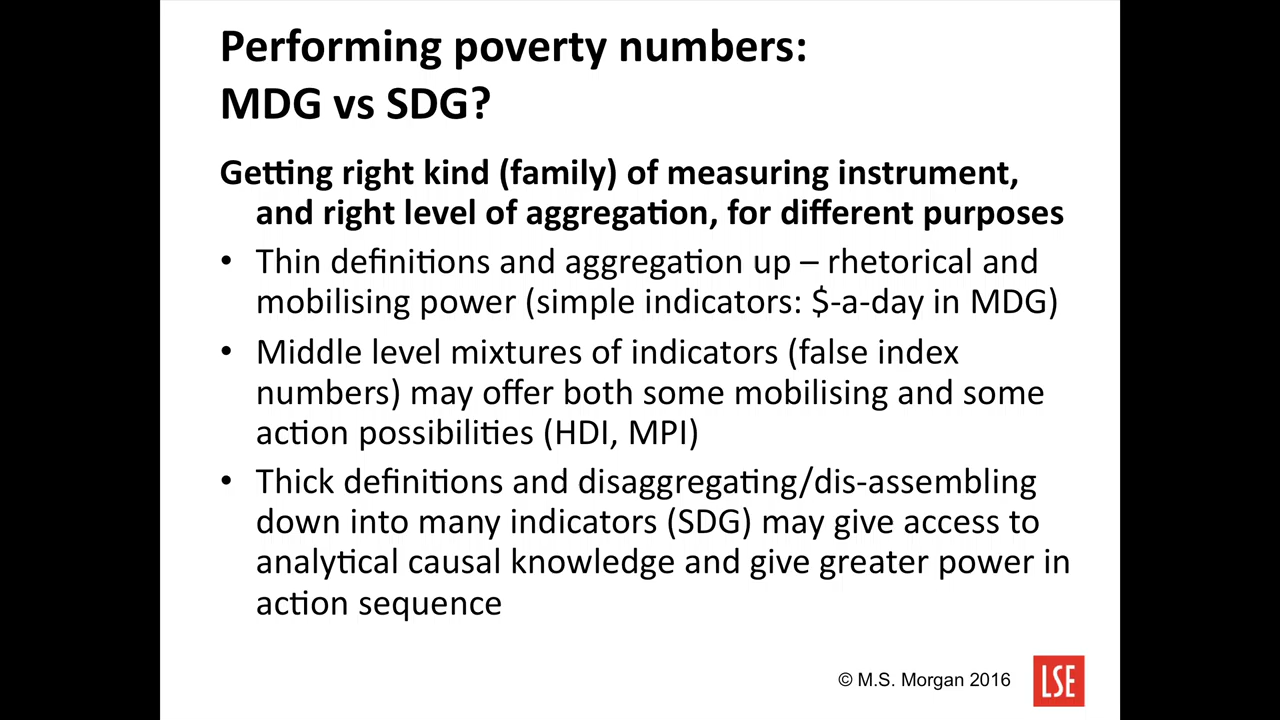 Performing poverty numbers:
MDG vs SDG?
Getting right kind (family) of measuring instrument,
and right level of aggregation, for different purposes
• Thin definitions and aggregation up – rhetorical and
mobilising power (simple indicators: $-a-day in MDG)
• Middle level mixtures of indicators (false index
numbers) may offer both some mobilising and some
action possibilities (HDI, MPI)
• Thick definitions and disaggregating/dis-assembling
down into many indicators (SDG) may give access to
analytical causal knowledge and give greater power in
action sequence
© M.S. Morgan 2016
LSE